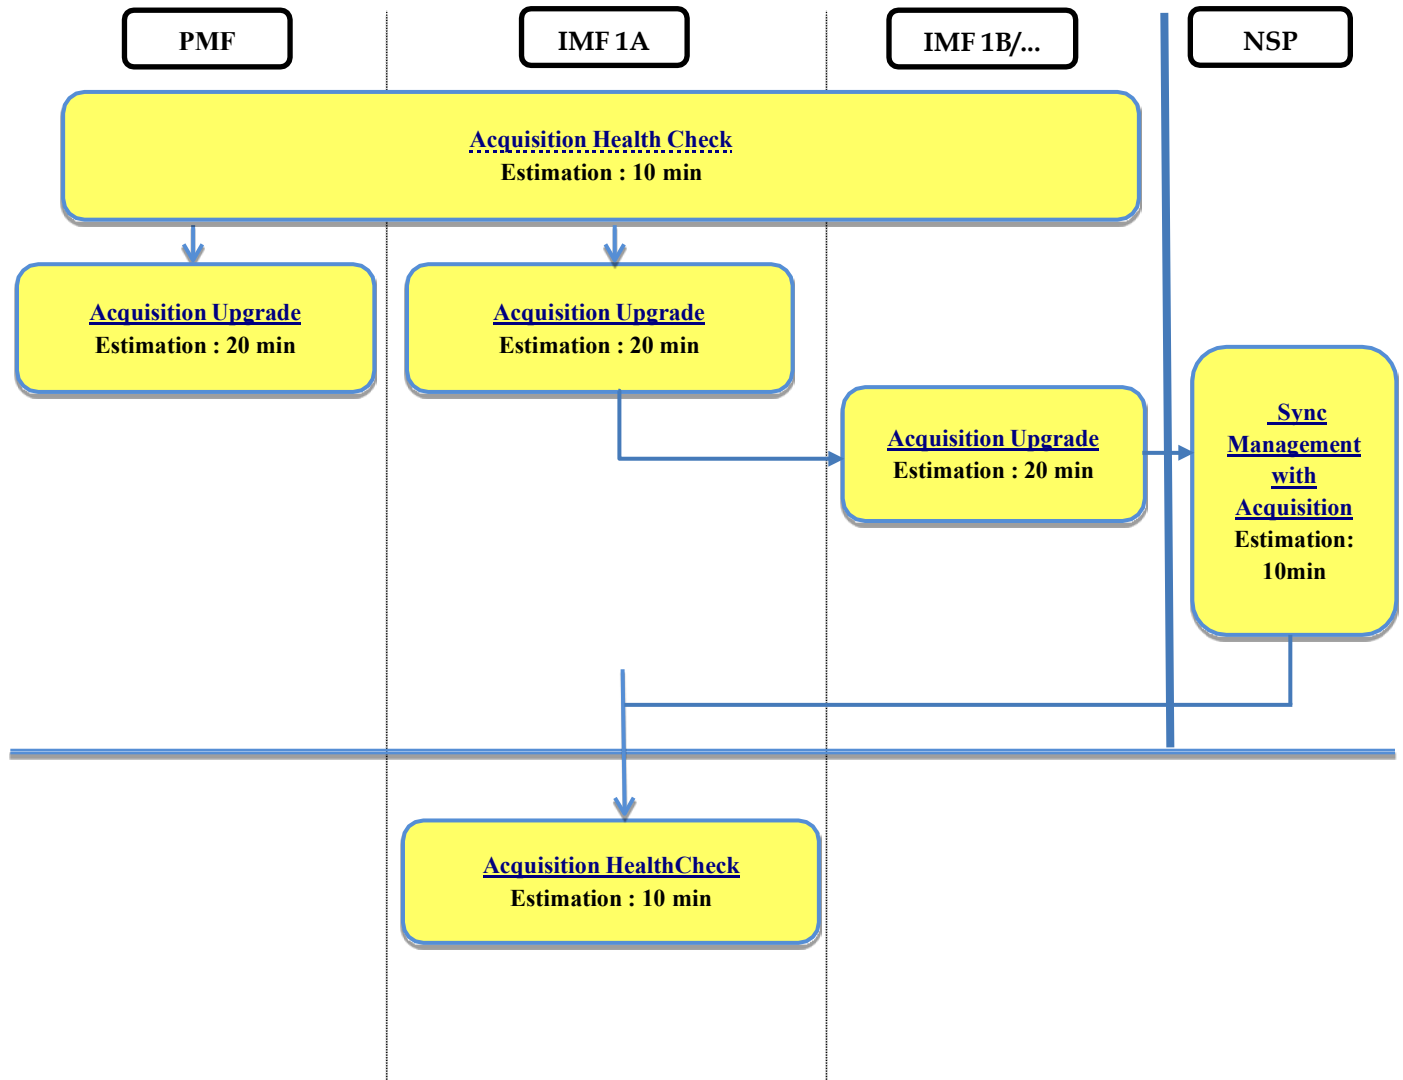 PMF
IMF 1A
IMF 1B/...
NSP
Acquisition Health Check
Estimation : 10 min
Acquisition Upgrade
Estimation : 20 min
Acquisition Upgrade
Estimation : 20 min
Acquisition Upgrade
Estimation : 20 min
Sync
Management
with
Acquisition
Estimation:
10min
Acquisition HealthCheck
Estimation : 10 min